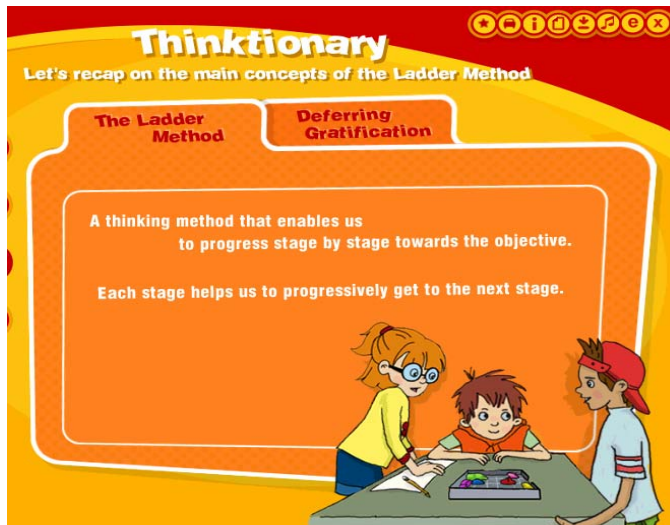 Thinktionary
Let's recap on the main concepts of the Ladder Method
The Ladder
Method
Deferring
Gratification
A thinking method that enables us
to progress stage by stage towards the objective.
Each stage helps us to progressively get to the next stage.